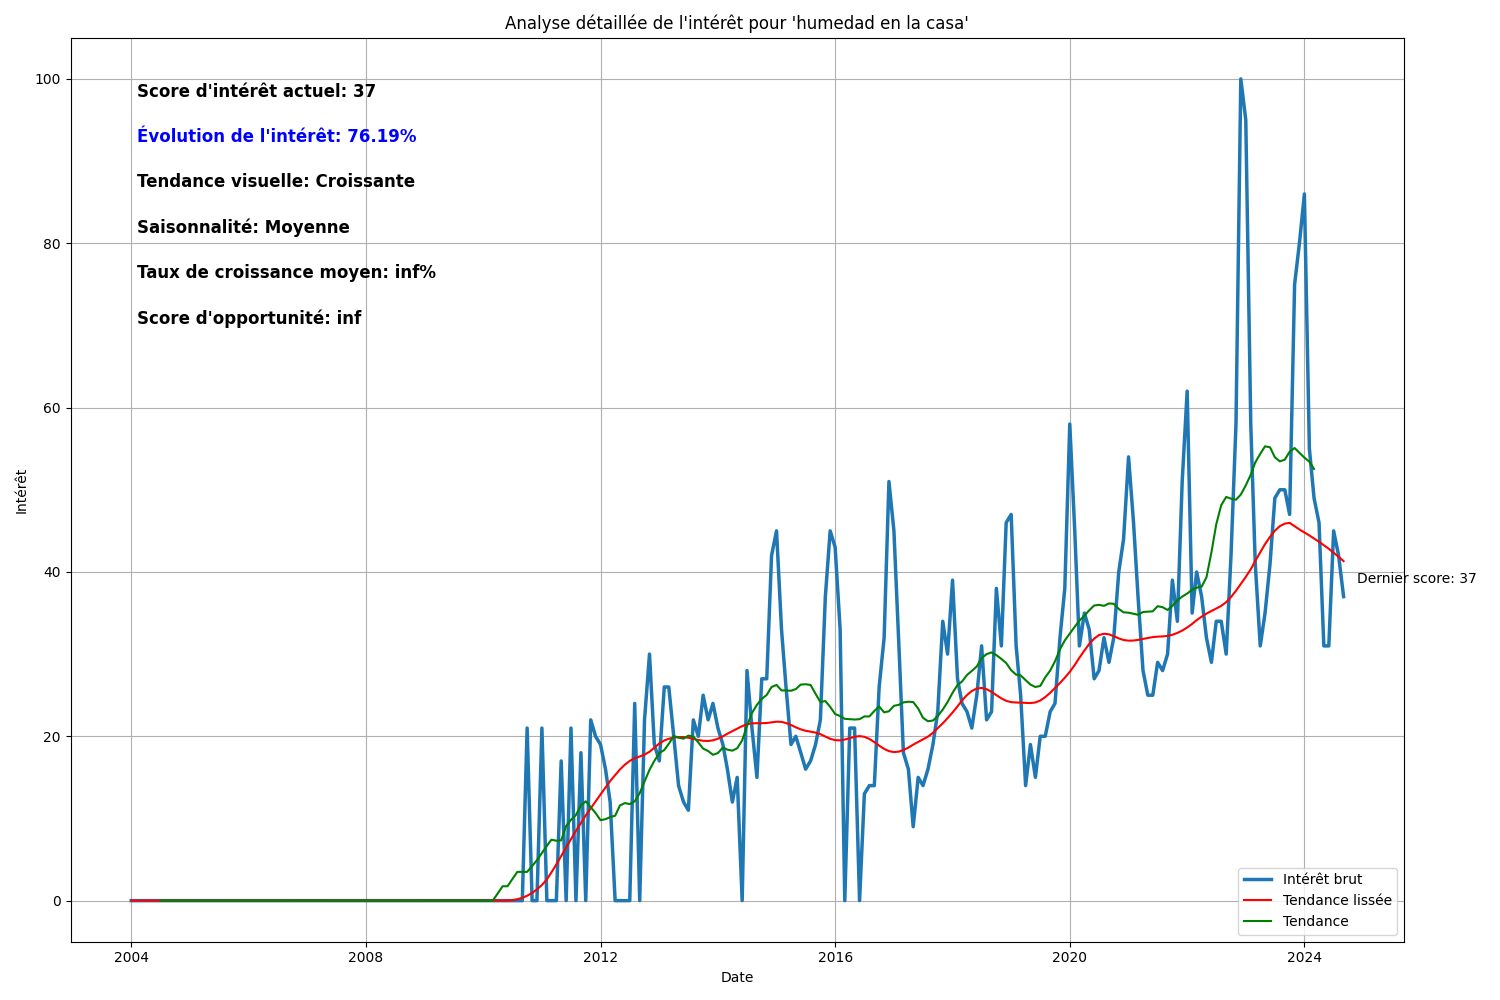 Analyse détaillée de l'intérêt pour 'humedad en la casa'
Score d'intérêt actuel: 37
Évolution de l'intérêt: 76.19%
Tendance visuelle: Croissante
Saisonnalité: Moyenne
Taux de croissance moyen: inf%
Score d'opportunité: inf
100
80
60
40
20
0
Intérêt
Dernier score: 37
Intérêt brut
Tendance lissée
Tendance
2004 2008 2012 2016 2020 2024
Date